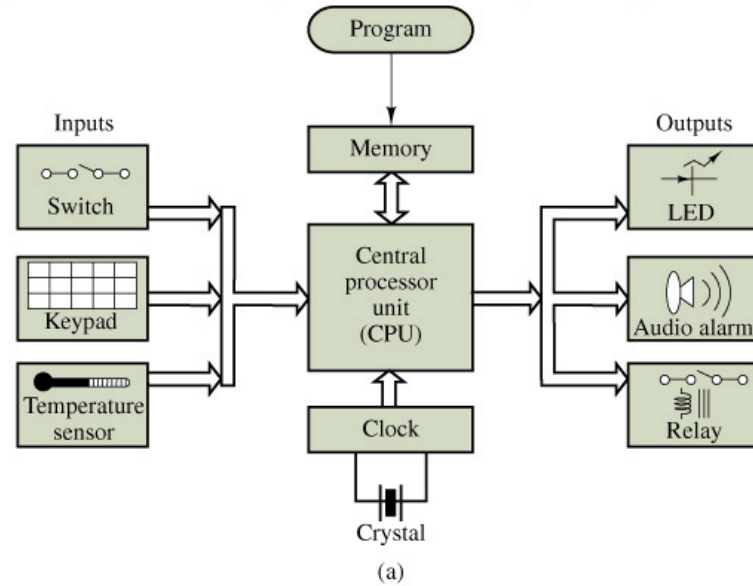 Program
Inputs
Outputs
Memory
Switch
LED
Central
processor
unit
(CPU)
Keypad
Audio alarm
Temperature
sensor
Clock
Relay
Crystal
(a)